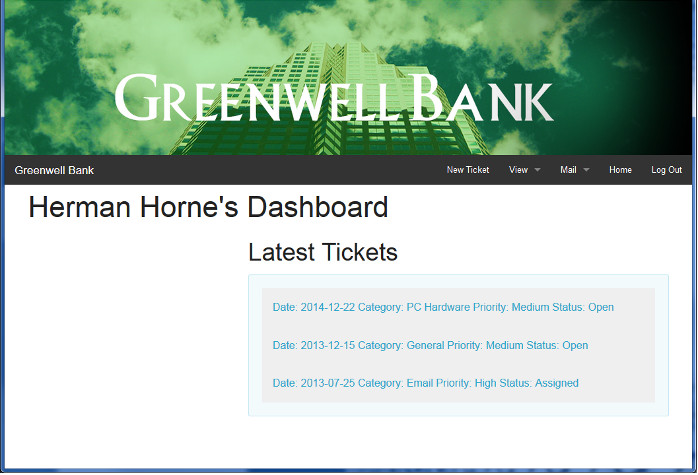 GREENWELL BANK
Greenwell Bank New Ticket View Mail Home Log Out
Herman Horne's Dashboard
Latest Tickets
Date: 2014-12-22 Category: PC Hardware Priority: Medium Status: Open
Date: 2013-12-15 Category: General Priority: Medium Status: Open
Date: 2013-07-25 Category: Email Priority: High Status: Assigned